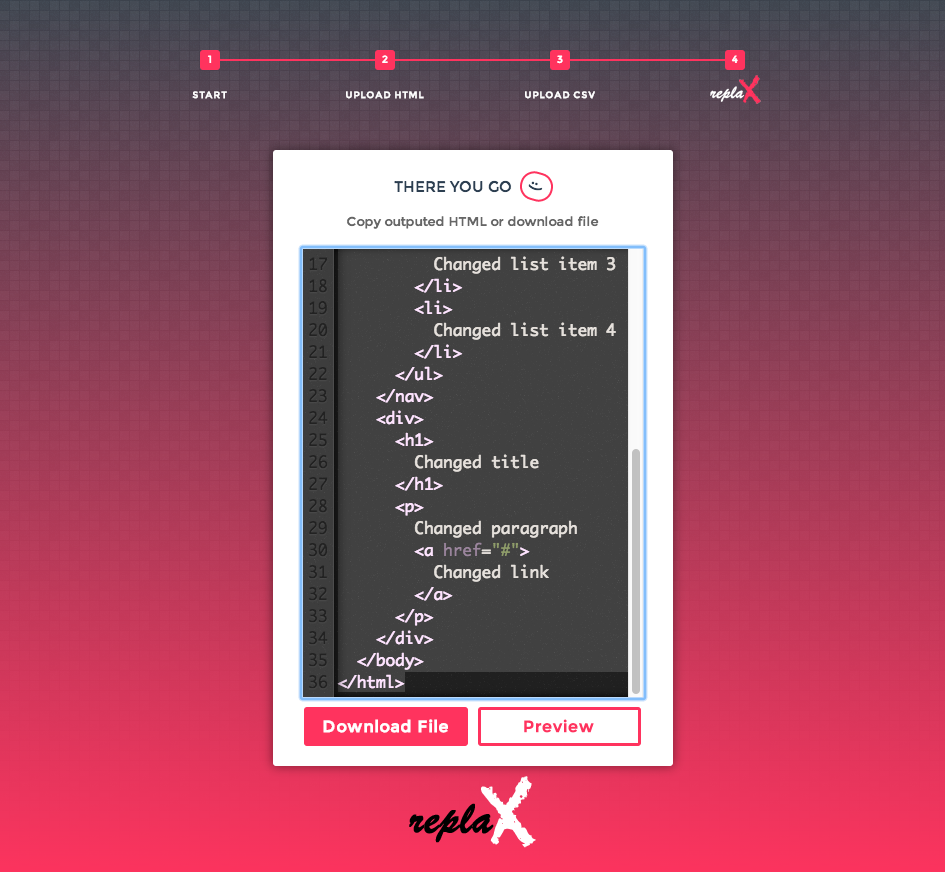 1 2 3 4
START UPLOAD HTML UPLOAD CSV replaX
THERE YOU GO
Copy outputed HTML or download file
17 Changed list item 3
18 </li>
19 <li>
20 Changed list item 4
21 </li>
22 </ul>
23 </nav>
24 <div>
25 <h1>
26 Changed title
27 </h1>
28 <p>
29 Changed paragraph
30 <a href="#">
31 Changed link
32 </a>
33 </p>
34 </div>
35 </body>
36 </html>
Download File Preview
replaX